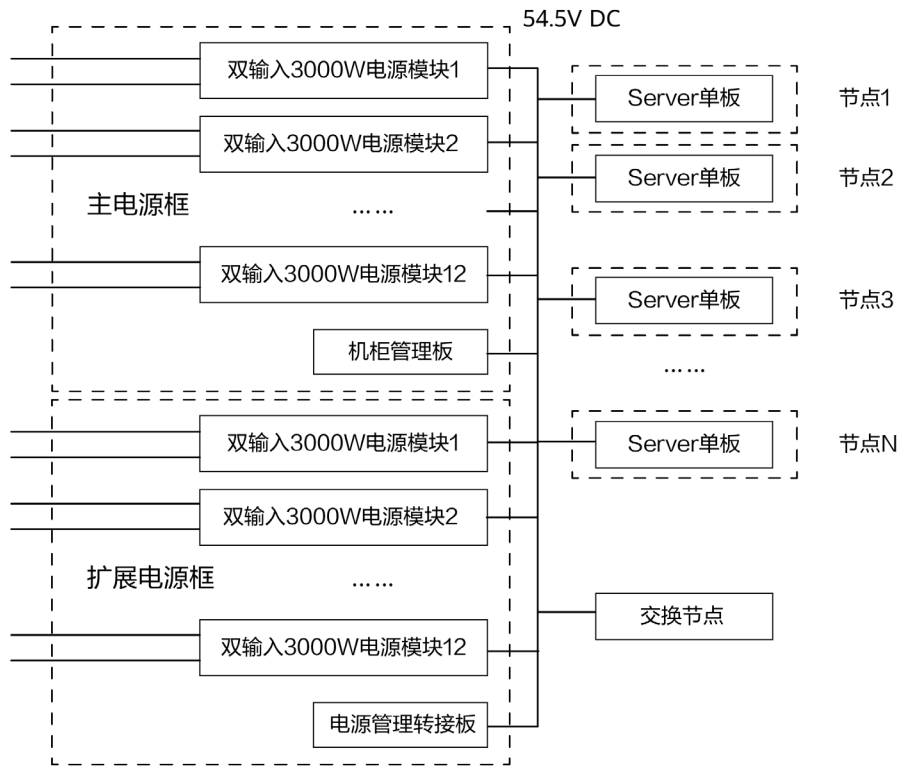 54.5V DC
双输入3000W电源模块1
双输入3000W电源模块2
主电源框
……
双输入3000W电源模块12
机柜管理板
双输入3000W电源模块1
双输入3000W电源模块2
扩展电源框
……
双输入3000W电源模块12
电源管理转接板
Server单板
节点1
Server单板
节点2
Server单板
节点3
……
Server单板
节点N
交换节点